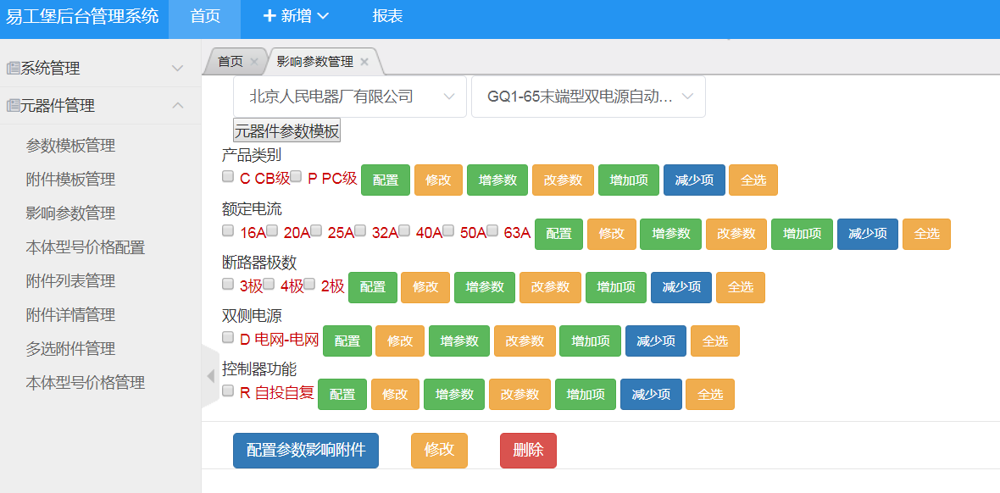 易工堡后台管理系统 首页 新增 报表
系统管理
元器件管理
参数模板管理
附件模板管理
影响参数管理
本体型号价格配置
附件列表管理
附件详情管理
多选附件管理
本体型号价格管理
首页 影响参数管理
北京人民电器厂有限公司 GQ1-65末端型双电源自动...
元器件参数模板
产品类别
C CB级 P PC级 配置 修改 增参数 改参数 增加项 减少项 全选
额定电流
16A 20A 25A 32A 40A 50A 63A 配置 修改 增参数 改参数 增加项 减少项 全选
断路器极数
3极 4极 2极 配置 修改 增参数 改参数 增加项 减少项 全选
双侧电源
D 电网-电网 配置 修改 增参数 改参数 增加项 减少项 全选
控制器功能
R 自投自复 配置 修改 增参数 改参数 增加项 减少项 全选
配置参数影响附件 修改 删除